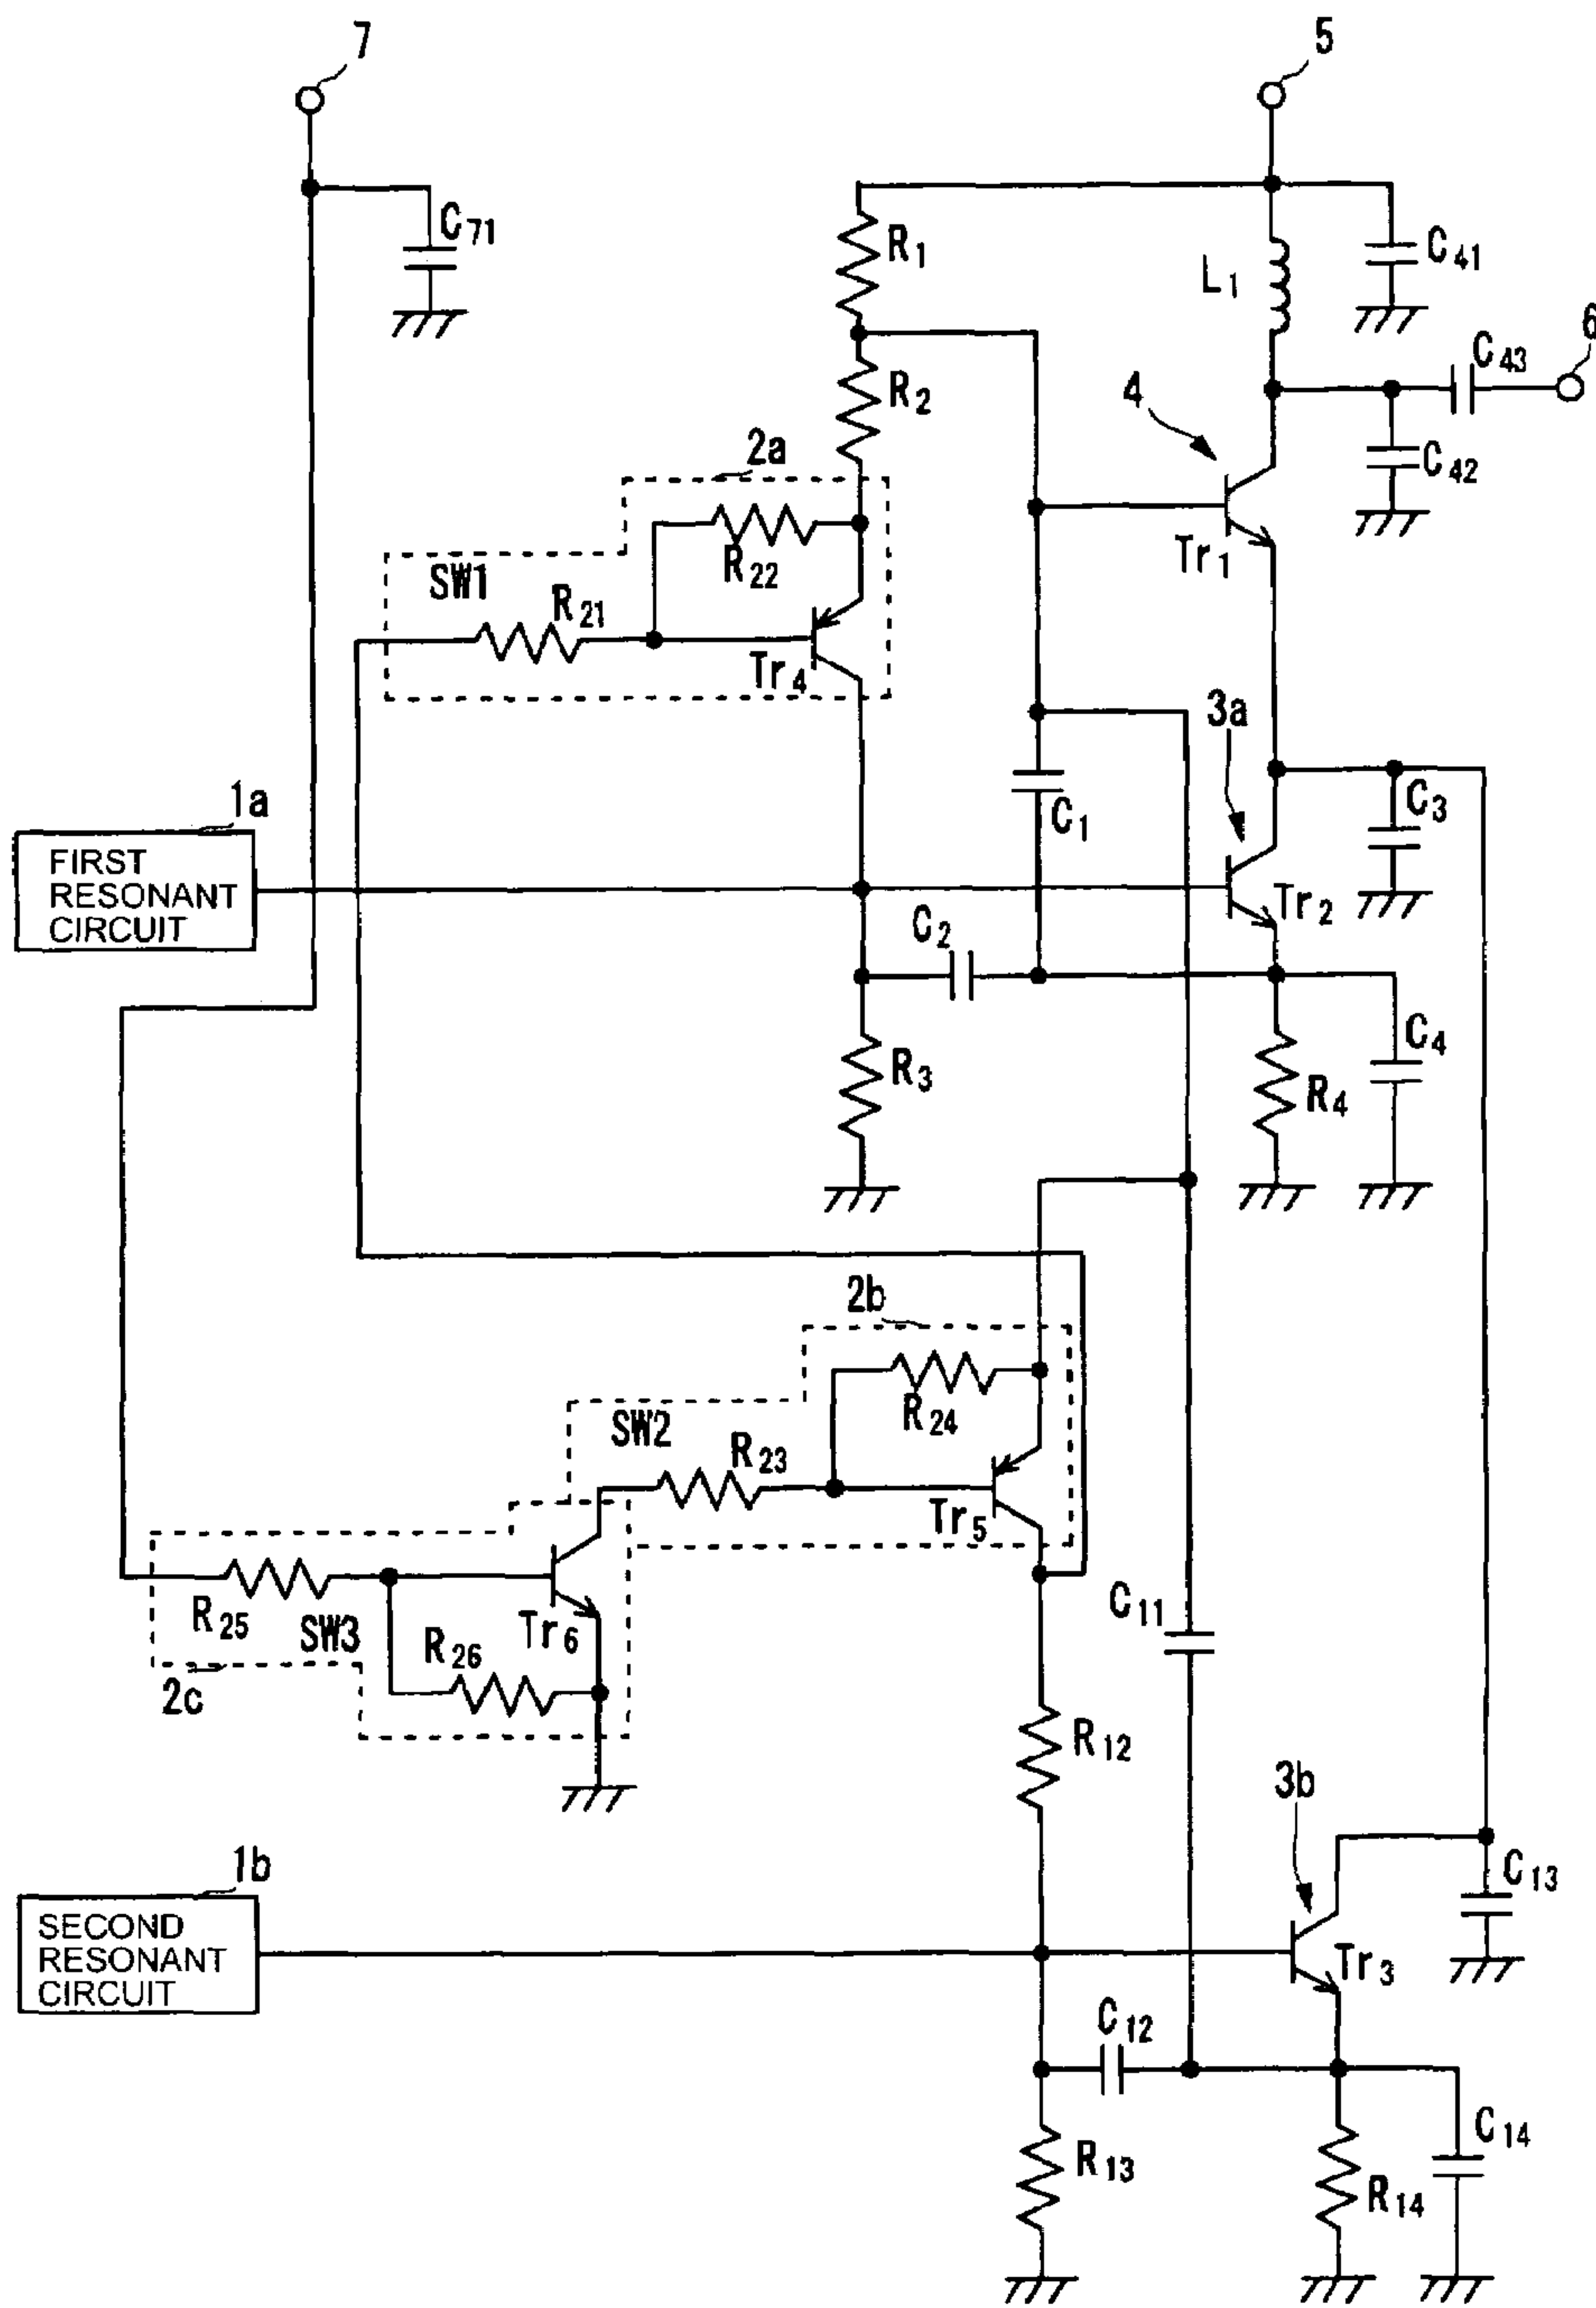 7
5
C71
R1
L1
C41
6
C43
R2
4
2a
C42
R22
Tr1
SW1
R21
Tr4
3a
1a
C1
C3
FIRST
RESONANT
CIRCUIT
Tr2
C2
C4
R3
R4
2b
R24
SW2
R23
Tr5
R25
SW3
Tr6
C11
R26
2c
R12
3b
1b
C13
SECOND
RESONANT
CIRCUIT
Tr3
C12
C14
R13
R14